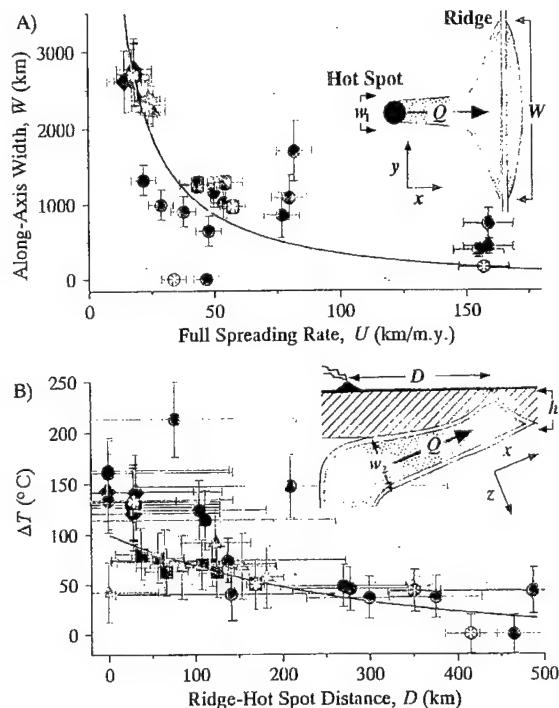 A)
Along-Axis Width, W (km)
3000
2000
1000
0
0
50
100
150
Full Spreading Rate, U (km/m.y.)
Ridge
Hot Spot
w1
Q
W
y
x
B)
ΔT (°C)
250
200
150
100
50
0
0
100
200
300
400
500
Ridge-Hot Spot Distance, D (km)
D
h
Q
w2
x
z